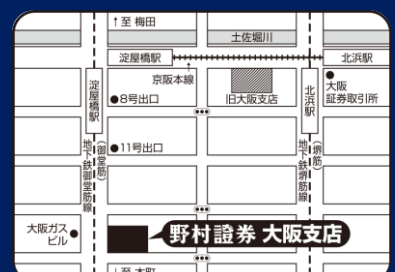 ↑至 梅田
土佐堀川
淀屋橋駅
北浜駅
京阪本線
淀屋橋駅
●8号出口
旧大阪支店
北浜駅
●大阪
証券取引所
●11号出口
地下鉄御堂筋線
(御堂筋)
地下鉄堺筋線
(堺筋)
大阪ガス
ビル●
野村證券 大阪支店
↓至 本町